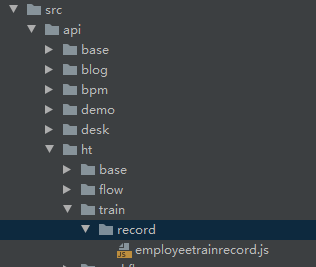 src
api
base
blog
bpm
demo
desk
ht
base
flow
train
record
employeetrainrecord.js